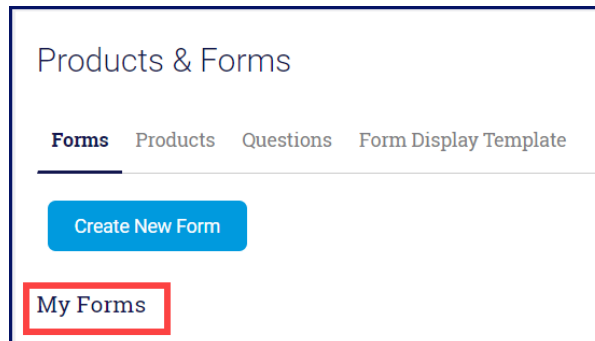 Products & Forms
Forms Products Questions Form Display Template
Create New Form
My Forms